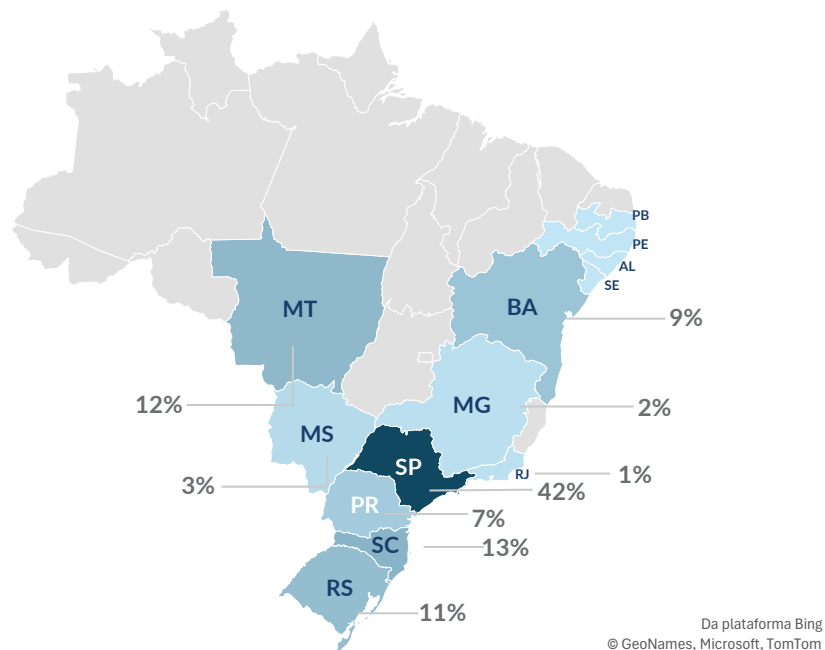 PB
PE
AL
SE
MT
BA
9%
12%
MG
2%
MS
SP
RJ
1%
3%
42%
PR
7%
SC
13%
RS
11%
Da plataforma Bing
© GeoNames, Microsoft, TomTom